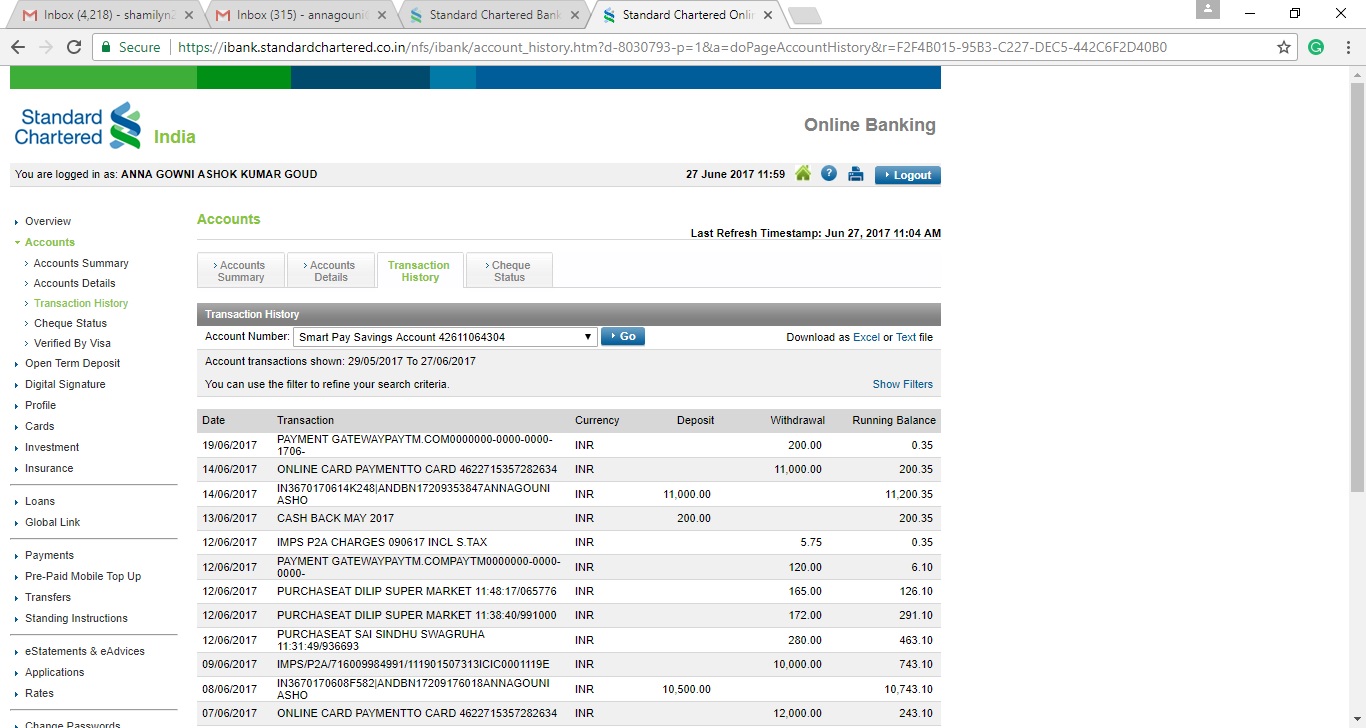 Inbox (4,218) - shamilyn
Inbox (315) - annagouni
Standard Chartered Bank
Standard Chartered Onli
Secure | https://ibank.standardchartered.co.in/nfs/ibank/account_history.htm?d-8030793-p=1&a=doPageAccountHistory&r=F2F4B015-95B3-C227-DEC5-442C6F2D40B0
Standard
Chartered
India
Online Banking
You are logged in as: ANNA GOWNI ASHOK KUMAR GOUD
27 June 2017 11:59
Logout
Overview
Accounts
Accounts Summary
Accounts Details
Transaction History
Cheque Status
Verified By Visa
Open Term Deposit
Digital Signature
Profile
Cards
Investment
Insurance
Loans
Global Link
Payments
Pre-Paid Mobile Top Up
Transfers
Standing Instructions
eStatements & eAdvices
Applications
Rates
Change Passwords
Accounts
Last Refresh Timestamp: Jun 27, 2017 11:04 AM
Accounts Summary
Accounts Details
Transaction History
Cheque Status
Transaction History
Account Number: Smart Pay Savings Account 42611064304 Go Download as Excel or Text file
Account transactions shown: 29/05/2017 To 27/06/2017
You can use the filter to refine your search criteria. Show Filters
Date Transaction Currency Deposit Withdrawal Running Balance
19/06/2017 PAYMENT GATEWAYPAYTM.COM0000000-0000-0000-1706- INR 200.00 0.35
14/06/2017 ONLINE CARD PAYMENTTO CARD 4622715357282634 INR 11,000.00 200.35
14/06/2017 IN3670170614K248|ANDBN17209353847ANNAGOUNI ASHO INR 11,000.00 11,200.35
13/06/2017 CASH BACK MAY 2017 INR 200.00 200.35
12/06/2017 IMPS P2A CHARGES 090617 INCL S.TAX INR 5.75 0.35
12/06/2017 PAYMENT GATEWAYPAYTM.COMPAYTM0000000-0000-0000- INR 120.00 6.10
12/06/2017 PURCHASEAT DILIP SUPER MARKET 11:48:17/065776 INR 165.00 126.10
12/06/2017 PURCHASEAT DILIP SUPER MARKET 11:38:40/991000 INR 172.00 291.10
12/06/2017 PURCHASEAT SAI SINDHU SWAGRUHA 11:31:49/936693 INR 280.00 463.10
09/06/2017 IMPS/P2A/716009984991/111901507313ICIC0001119E INR 10,000.00 743.10
08/06/2017 IN3670170608F582|ANDBN17209176018ANNAGOUNI ASHO INR 10,500.00 10,743.10
07/06/2017 ONLINE CARD PAYMENTTO CARD 4622715357282634 INR 12,000.00 243.10